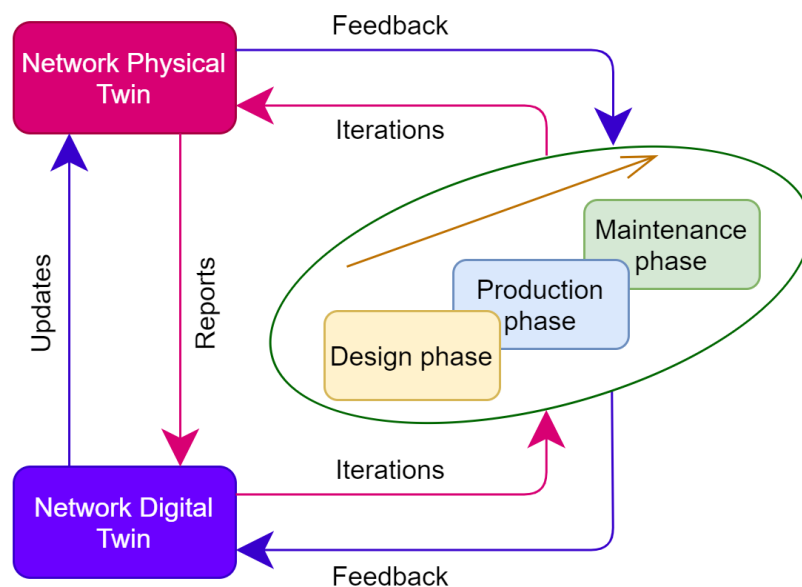 Feedback
Network Physical
Twin
Iterations
Updates
Reports
Maintenance
phase
Production
phase
Design phase
Iterations
Network Digital
Twin
Feedback